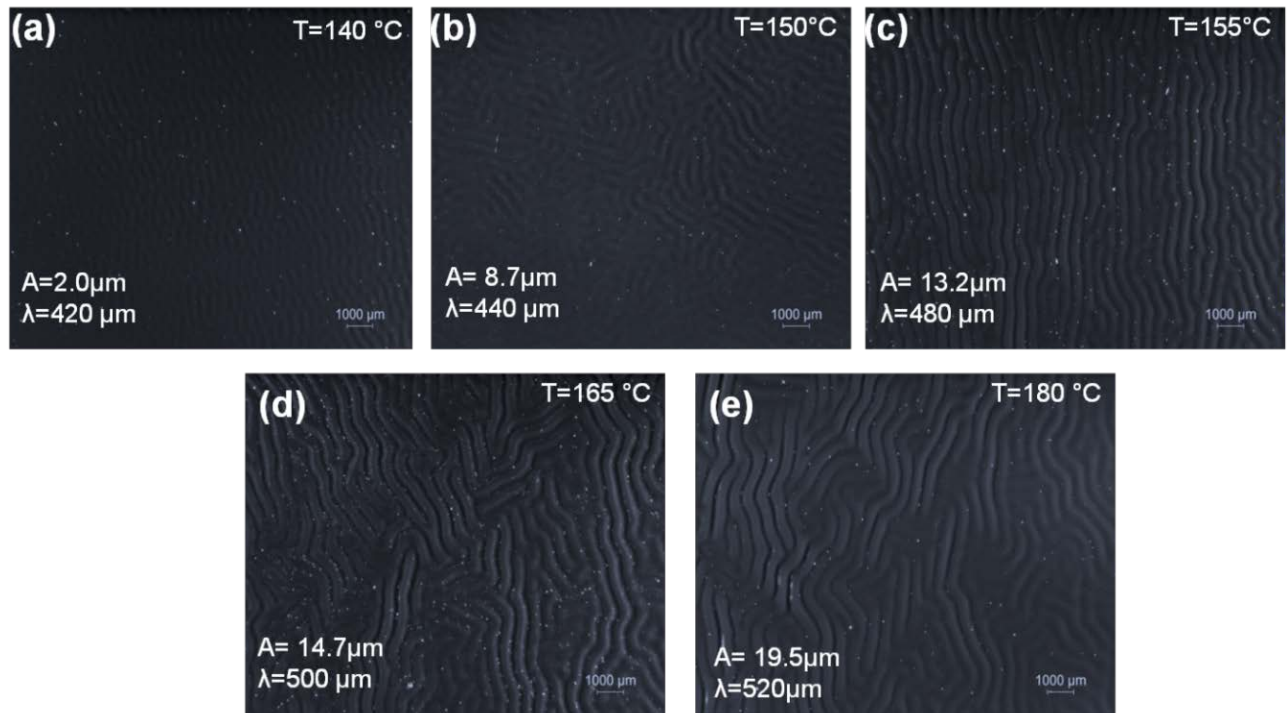 (a)
T=140 °C
A=2.0µm
λ=420 µm
1000 µm
(b)
T=150°C
A= 8.7µm
λ=440 µm
1000 µm
(c)
T=155°C
A= 13.2µm
λ=480 µm
1000 µm
(d)
T=165 °C
A= 14.7µm
λ=500 µm
1000 µm
(e)
T=180 °C
A= 19.5µm
λ=520µm
1000 µm